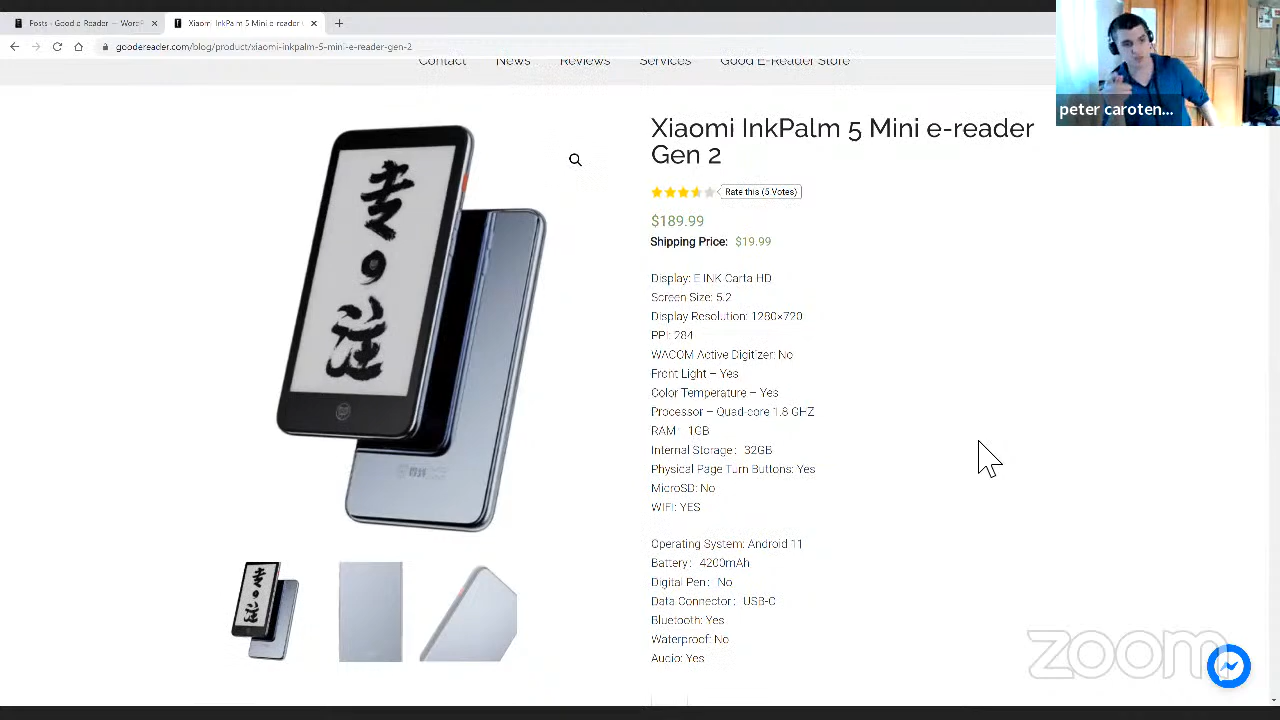 Posts ‹ Good e-Reader — WordP
Xiaomi InkPalm 5 Mini e-reader
goodereader.com/blog/product/xiaomi-inkpalm-5-mini-e-reader-gen-2
Contact News Reviews Services Good E-Reader Store
peter caroten...
Xiaomi InkPalm 5 Mini e-reader
Gen 2
Rate this (5 Votes)
$189.99
Shipping Price: $19.99
Display: E INK Carta HD
Screen Size: 5.2
Display Resolution: 1280×720
PPI: 284
WACOM Active Digitizer: No
Front Light – Yes
Color Temperature – Yes
Processor – Quad-core 1.8 GHZ
RAM： 1GB
Internal Storage： 32GB
Physical Page Turn Buttons: Yes
MicroSD: No
WIFI: YES
Operating System: Android 11
Battery： 4200mAh
Digital Pen： No
Data Connector： USB-C
Bluetooth: Yes
Waterproof: No
Audio: Yes
专
注
zoom